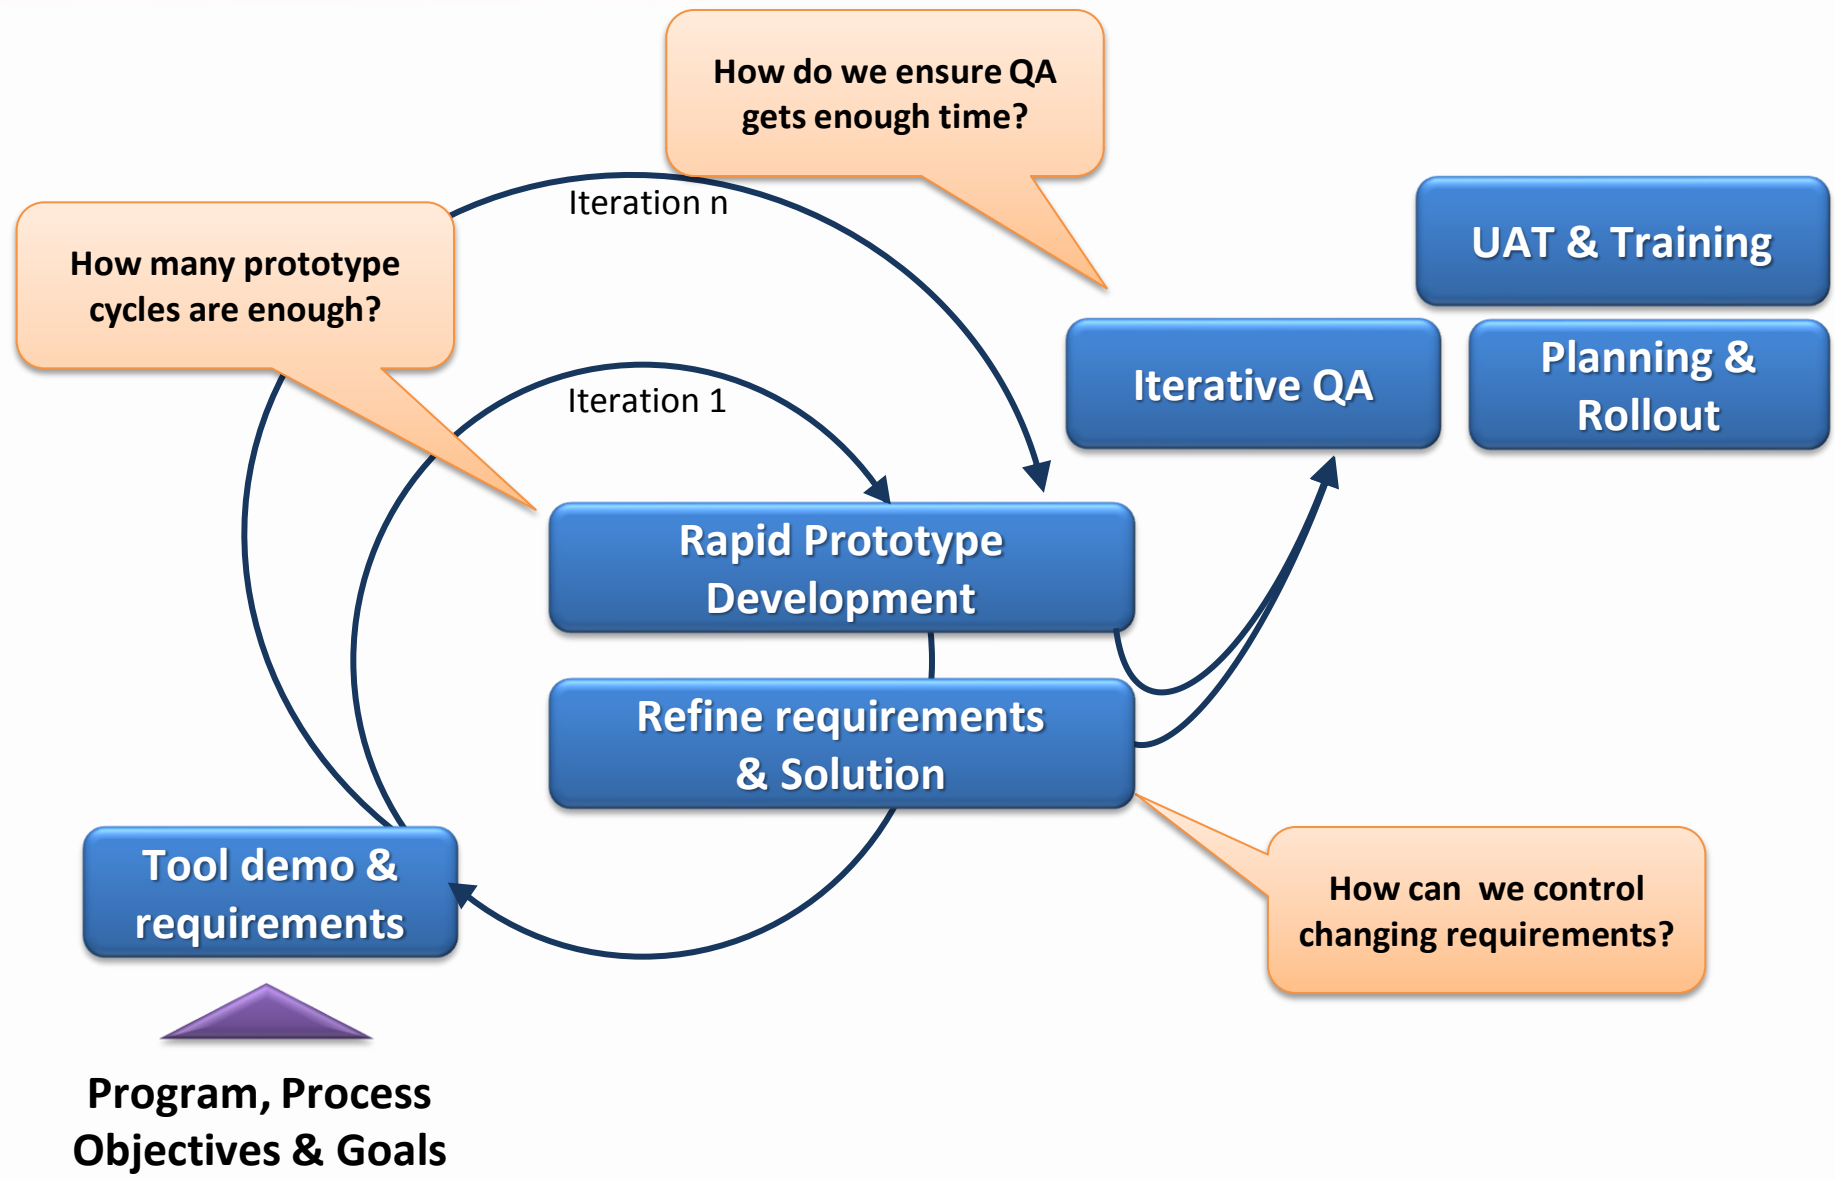 How do we ensure QA
gets enough time?
Iteration n
UAT & Training
How many prototype
cycles are enough?
Planning &
Rollout
Iterative QA
Iteration 1
Rapid Prototype
Development
Refine requirements
& Solution
Tool demo &
requirements
How can  we control
changing requirements?
Program, Process
Objectives & Goals